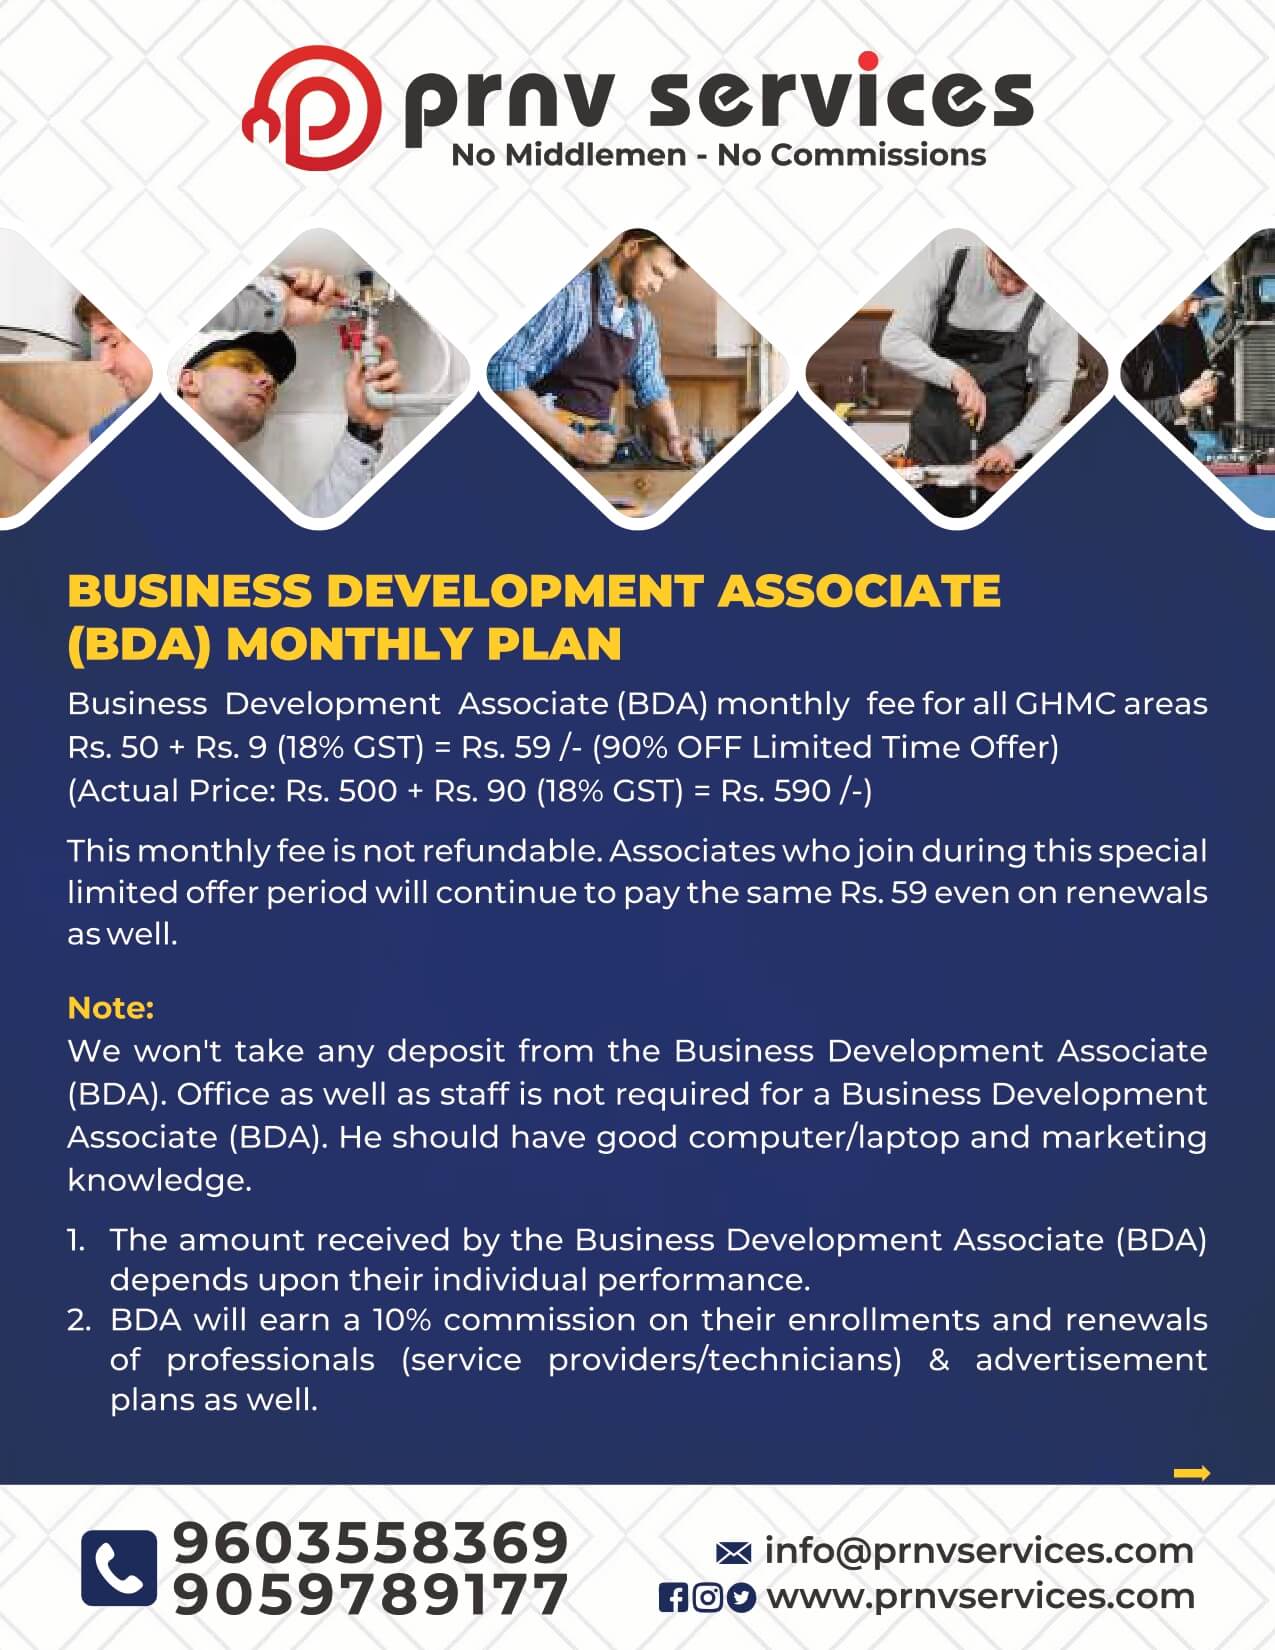 prnv services
No Middlemen - No Commissions
BUSINESS DEVELOPMENT ASSOCIATE
(BDA) MONTHLY PLAN
Business Development Associate (BDA) monthly fee for all GHMC areas
Rs. 50 + Rs. 9 (18% GST) = Rs. 59 /- (90% OFF Limited Time Offer)
(Actual Price: Rs. 500 + Rs. 90 (18% GST) = Rs. 590 /-)
This monthly fee is not refundable. Associates who join during this special
limited offer period will continue to pay the same Rs. 59 even on renewals
as well.
Note:
We won't take any deposit from the Business Development Associate
(BDA). Office as well as staff is not required for a Business Development
Associate (BDA). He should have good computer/laptop and marketing
knowledge.
1. The amount received by the Business Development Associate (BDA)
depends upon their individual performance.
2. BDA will earn a 10% commission on their enrollments and renewals
of professionals (service providers/technicians) & advertisement
plans as well.
9603558369
9059789177
info@prnvservices.com
www.prnvservices.com